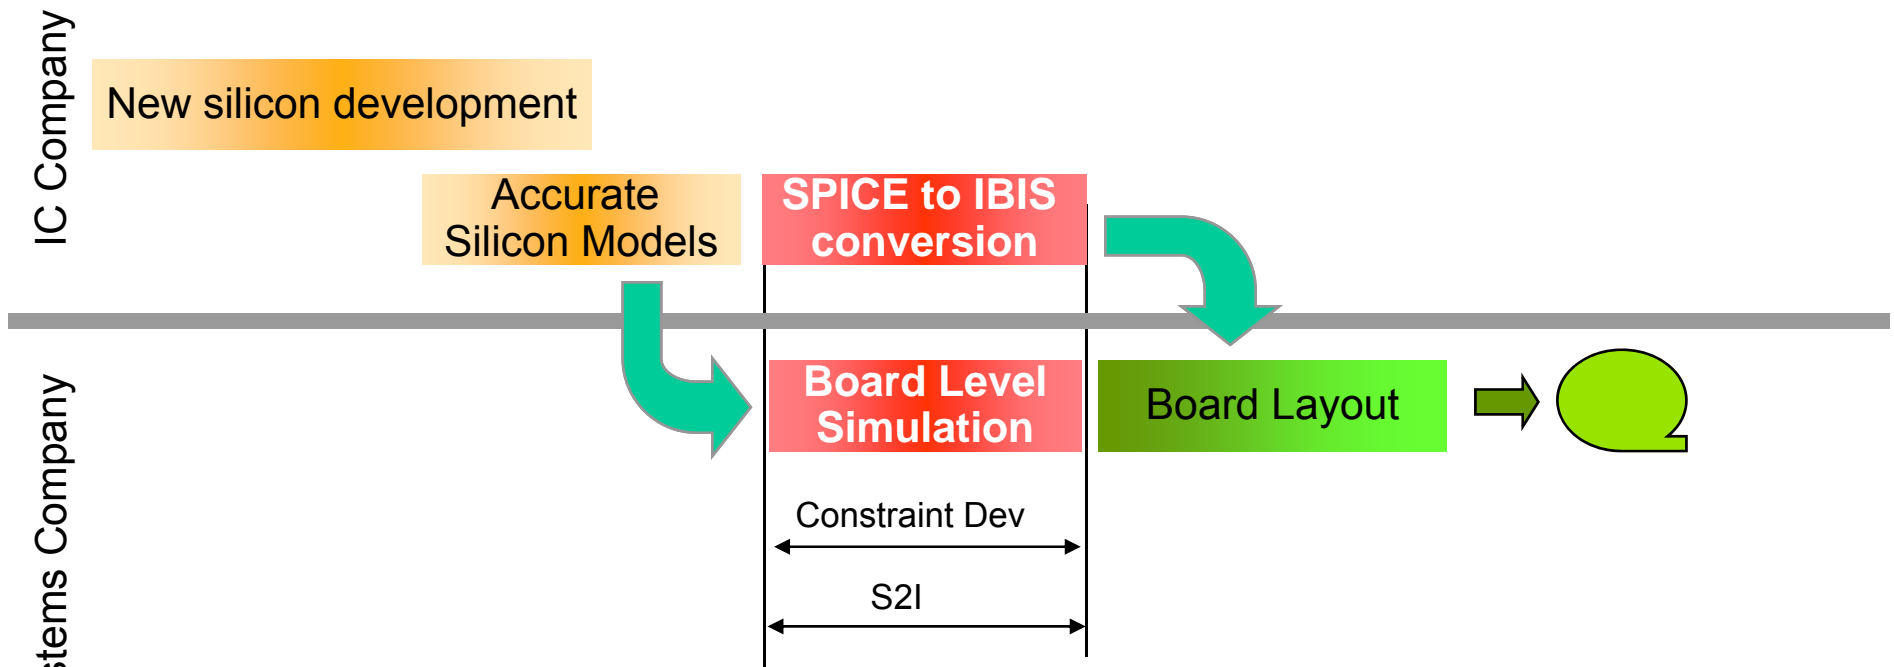 IC Company
New silicon development
Accurate
Silicon Models
SPICE to IBIS
conversion
Board Level
Simulation
Board Layout
Constraint Dev
S2I
stems Company